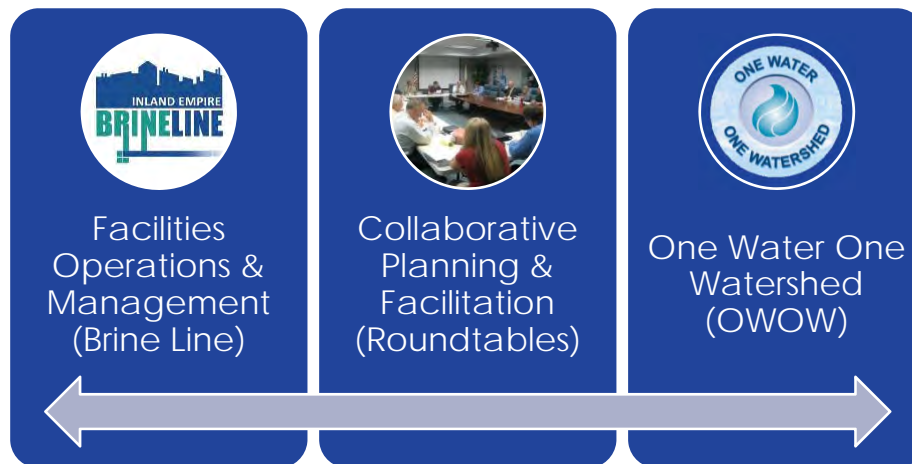 INLAND EMPIRE
BRINELINE
Facilities
Operations &
Management
(Brine Line)
Collaborative
Planning &
Facilitation
(Roundtables)
ONE WATER
ONE WATERSHED
One Water One
Watershed
(OWOW)